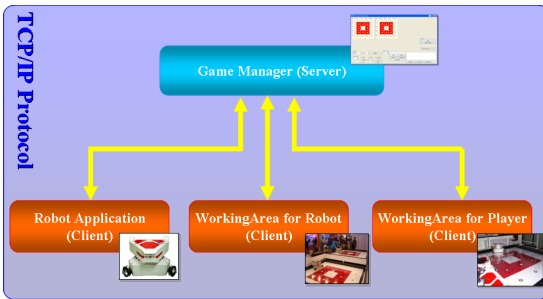 TCP/IP Protocol
Game Manager (Server)
Robot Application
(Client)
WorkingArea for Robot
(Client)
WorkingArea for Player
(Client)